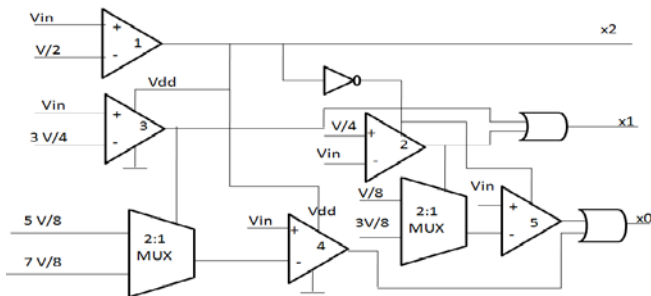 Vin
+
V/2
-
1
x2
Vdd
Vin
+
3 V/4
-
3
V/4
+
Vin
-
2
x1
V/8
3V/8
2:1
MUX
Vin
+
-
5
x0
5 V/8
7 V/8
2:1
MUX
Vin
Vdd
+
-
4